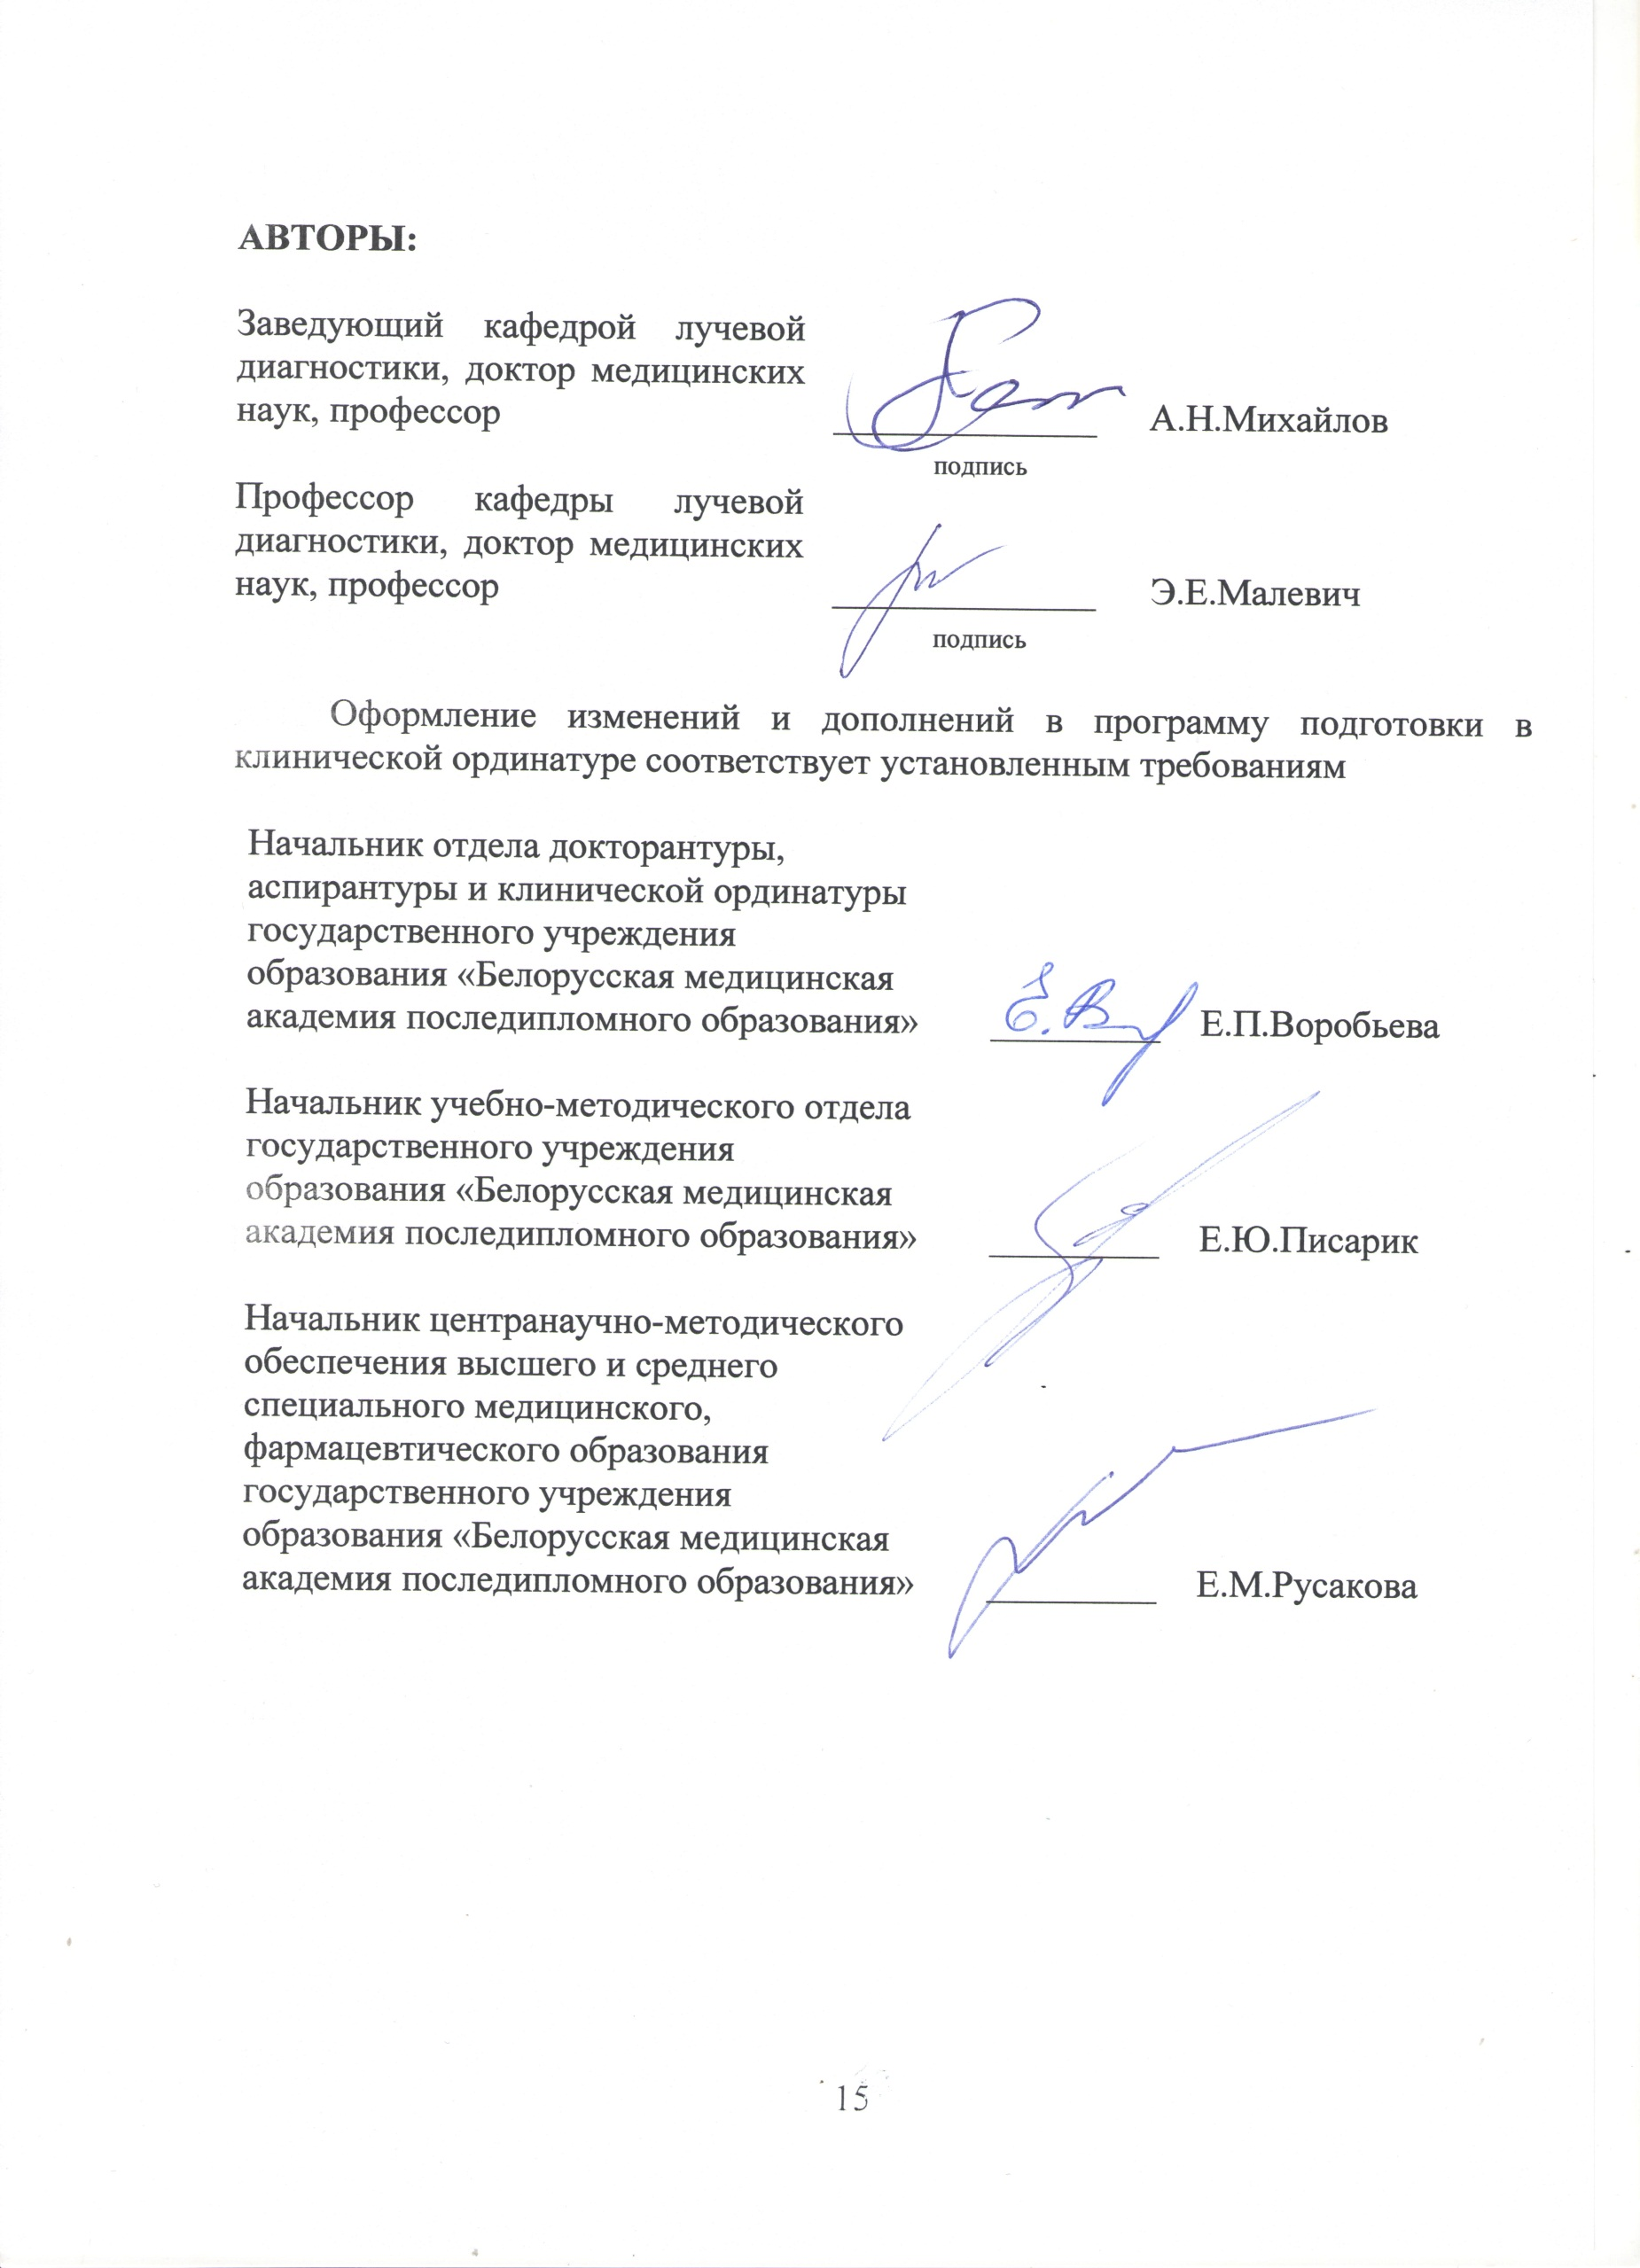 АВТОРЫ:
Заведующий кафедрой лучевой
диагностики, доктор медицинских
наук, профессор
А.Н.Михайлов
подпись
Профессор кафедры лучевой
диагностики, доктор медицинских
наук, профессор
Э.Е.Малевич
подпись
Оформление изменений и дополнений в программу подготовки в
клинической ординатуре соответствует установленным требованиям
Начальник отдела докторантуры,
аспирантуры и клинической ординатуры
государственного учреждения
образования «Белорусская медицинская
академия последипломного образования»
Е.П.Воробьева
Начальник учебно-методического отдела
государственного учреждения
образования «Белорусская медицинская
академия последипломного образования»
Е.Ю.Писарик
Начальник центранаучно-методического
обеспечения высшего и среднего
специального медицинского,
фармацевтического образования
государственного учреждения
образования «Белорусская медицинская
академия последипломного образования»
Е.М.Русакова
15